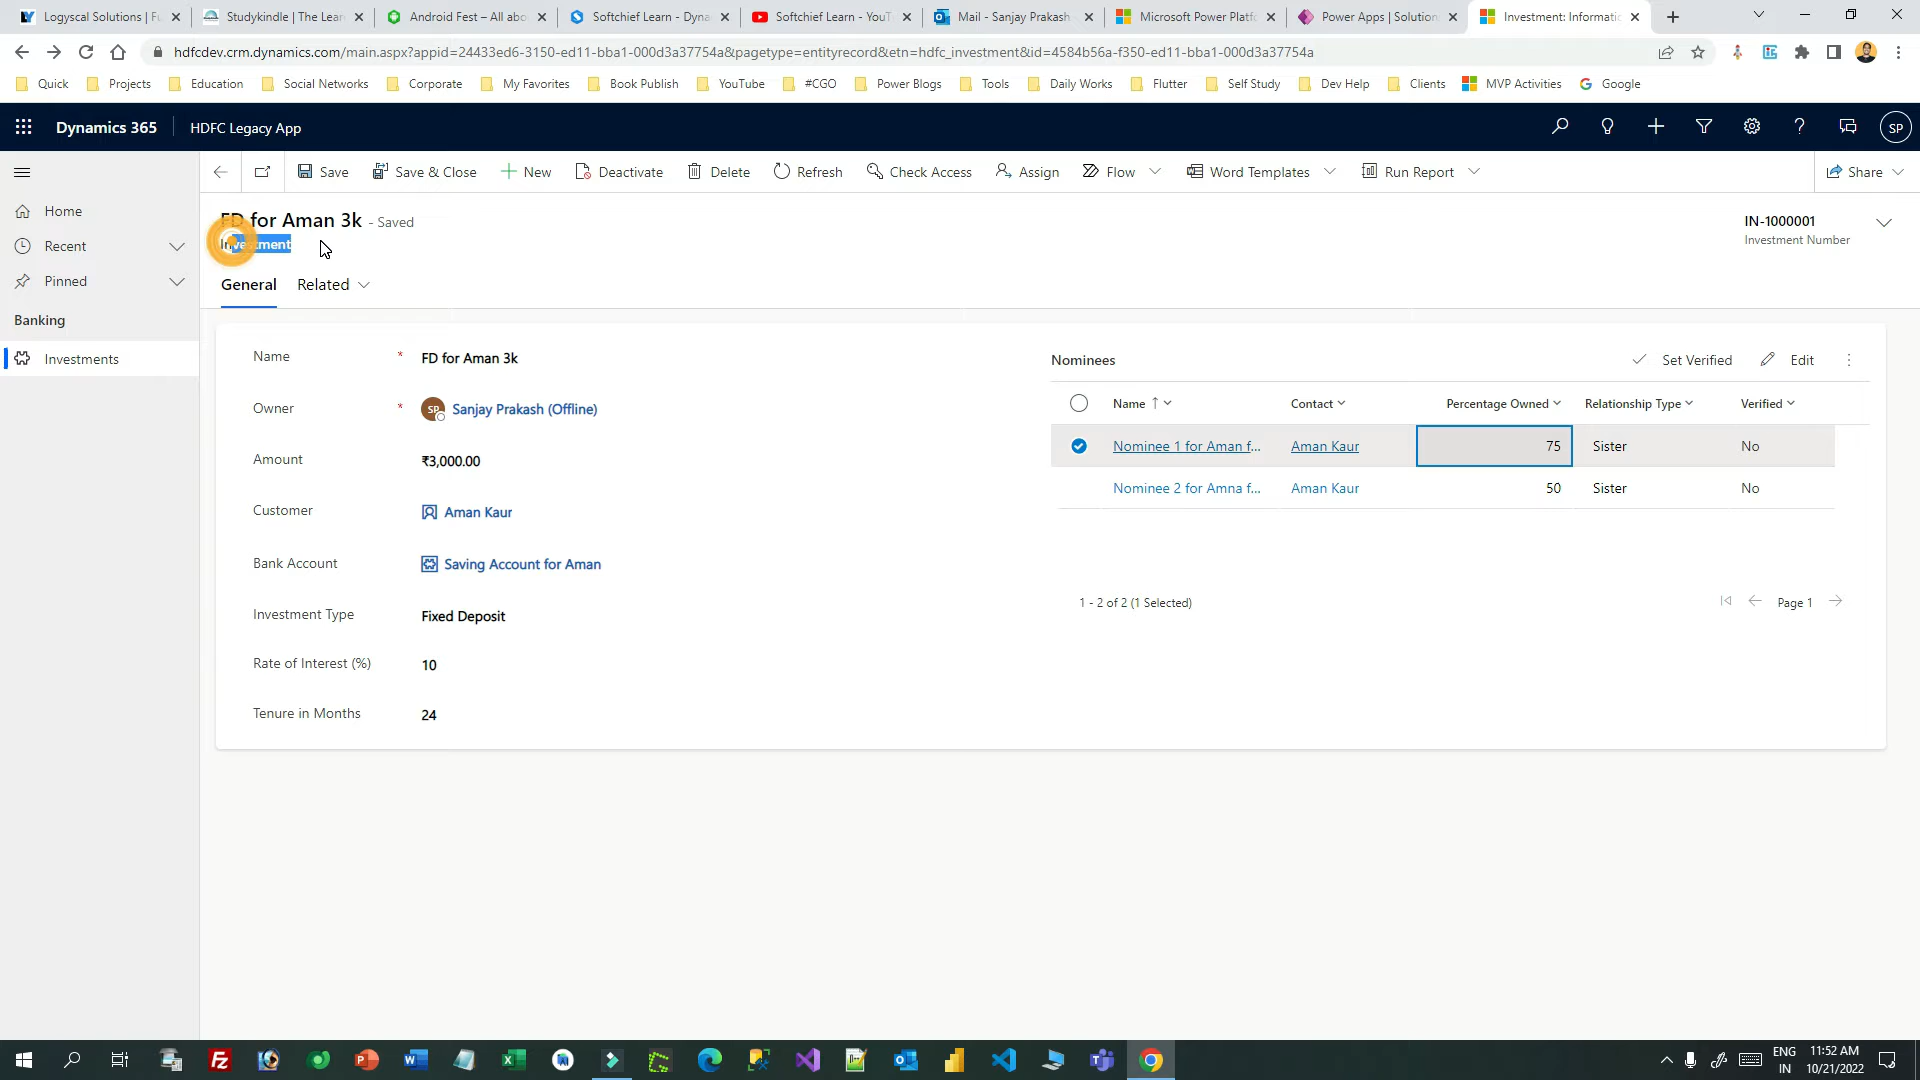 Logyscal Solutions | Fu
Studykindle | The Lear
Android Fest – All abo
Softchief Learn - Dyna
Softchief Learn - YouT
Mail - Sanjay Prakash
Microsoft Power Platf
Power Apps | Solution
Investment: Informatic
hdfcdev.crm.dynamics.com/main.aspx?appid=24433ed6-3150-ed11-bba1-000d3a37754a&pagetype=entityrecord&etn=hdfc_investment&id=4584b56a-f350-ed11-bba1-000d3a37754a
Quick Projects Education Social Networks Corporate My Favorites Book Publish YouTube #CGO Power Blogs Tools Daily Works Flutter Self Study Dev Help Clients MVP Activities Google
Dynamics 365 HDFC Legacy App SP
Save Save & Close New Deactivate Delete Refresh Check Access Assign Flow Word Templates Run Report Share
Home
Recent
Pinned
Banking
Investments
FD for Aman 3k - Saved
Investment
IN-1000001
Investment Number
General Related
Name * FD for Aman 3k
Owner * SP Sanjay Prakash (Offline)
Amount ₹3,000.00
Customer Aman Kaur
Bank Account Saving Account for Aman
Investment Type Fixed Deposit
Rate of Interest (%) 10
Tenure in Months 24
Nominees Set Verified Edit
Name ↑ Contact Percentage Owned Relationship Type Verified
Nominee 1 for Aman f... Aman Kaur 75 Sister No
Nominee 2 for Amna f... Aman Kaur 50 Sister No
1 - 2 of 2 (1 Selected) Page 1
ENG 11:52 AM
IN 10/21/2022